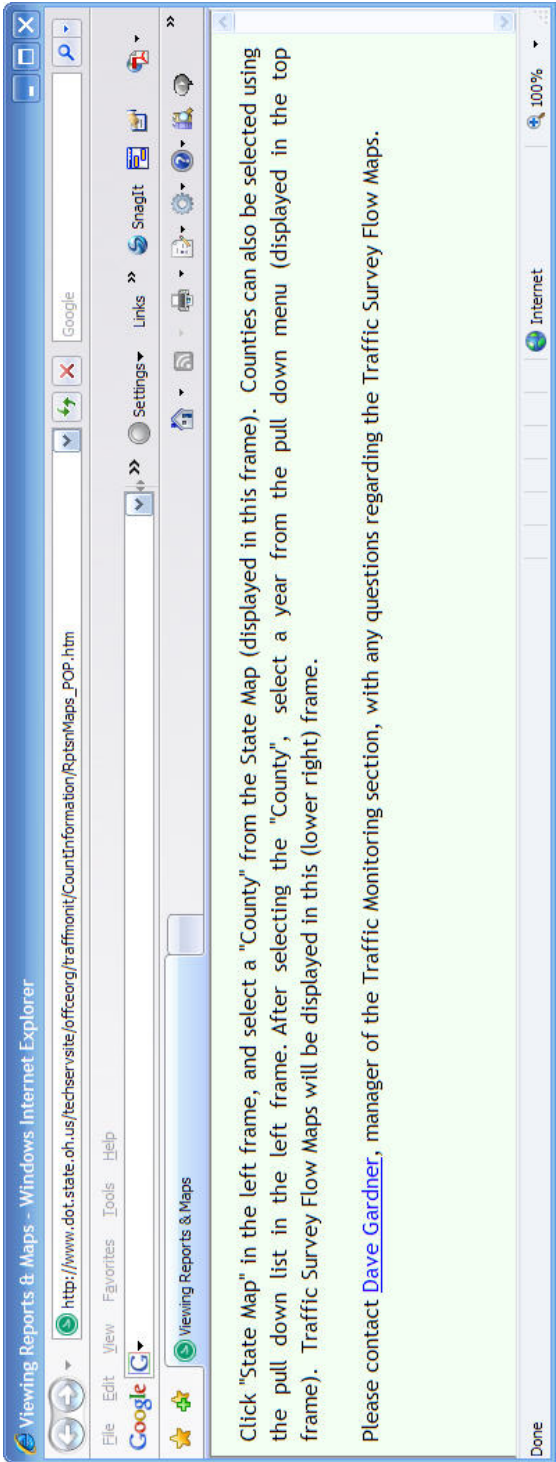 Viewing Reports & Maps - Windows Internet Explorer
http://www.dot.state.oh.us/techservsite/offceorg/traffmonit/CountInformation/RptsnMaps_POP.htm
Google
File Edit View Favorites Tools Help
Google G Settings Links SnagIt
Viewing Reports & Maps
Click "State Map" in the left frame, and select a "County" from the State Map (displayed in this frame). Counties can also be selected using
the pull down list in the left frame. After selecting the "County", select a year from the pull down menu (displayed in the top
frame). Traffic Survey Flow Maps will be displayed in this (lower right) frame.
Please contact Dave Gardner, manager of the Traffic Monitoring section, with any questions regarding the Traffic Survey Flow Maps.
Done Internet 100%